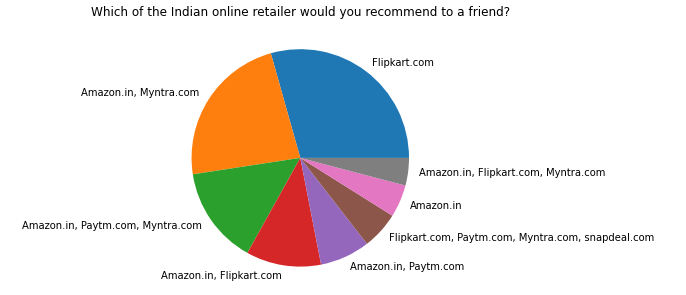 Which of the Indian online retailer would you recommend to a friend?
Flipkart.com
Amazon.in, Myntra.com
Amazon.in, Paytm.com, Myntra.com
Amazon.in, Flipkart.com
Amazon.in, Paytm.com
Flipkart.com, Paytm.com, Myntra.com, snapdeal.com
Amazon.in
Amazon.in, Flipkart.com, Myntra.com